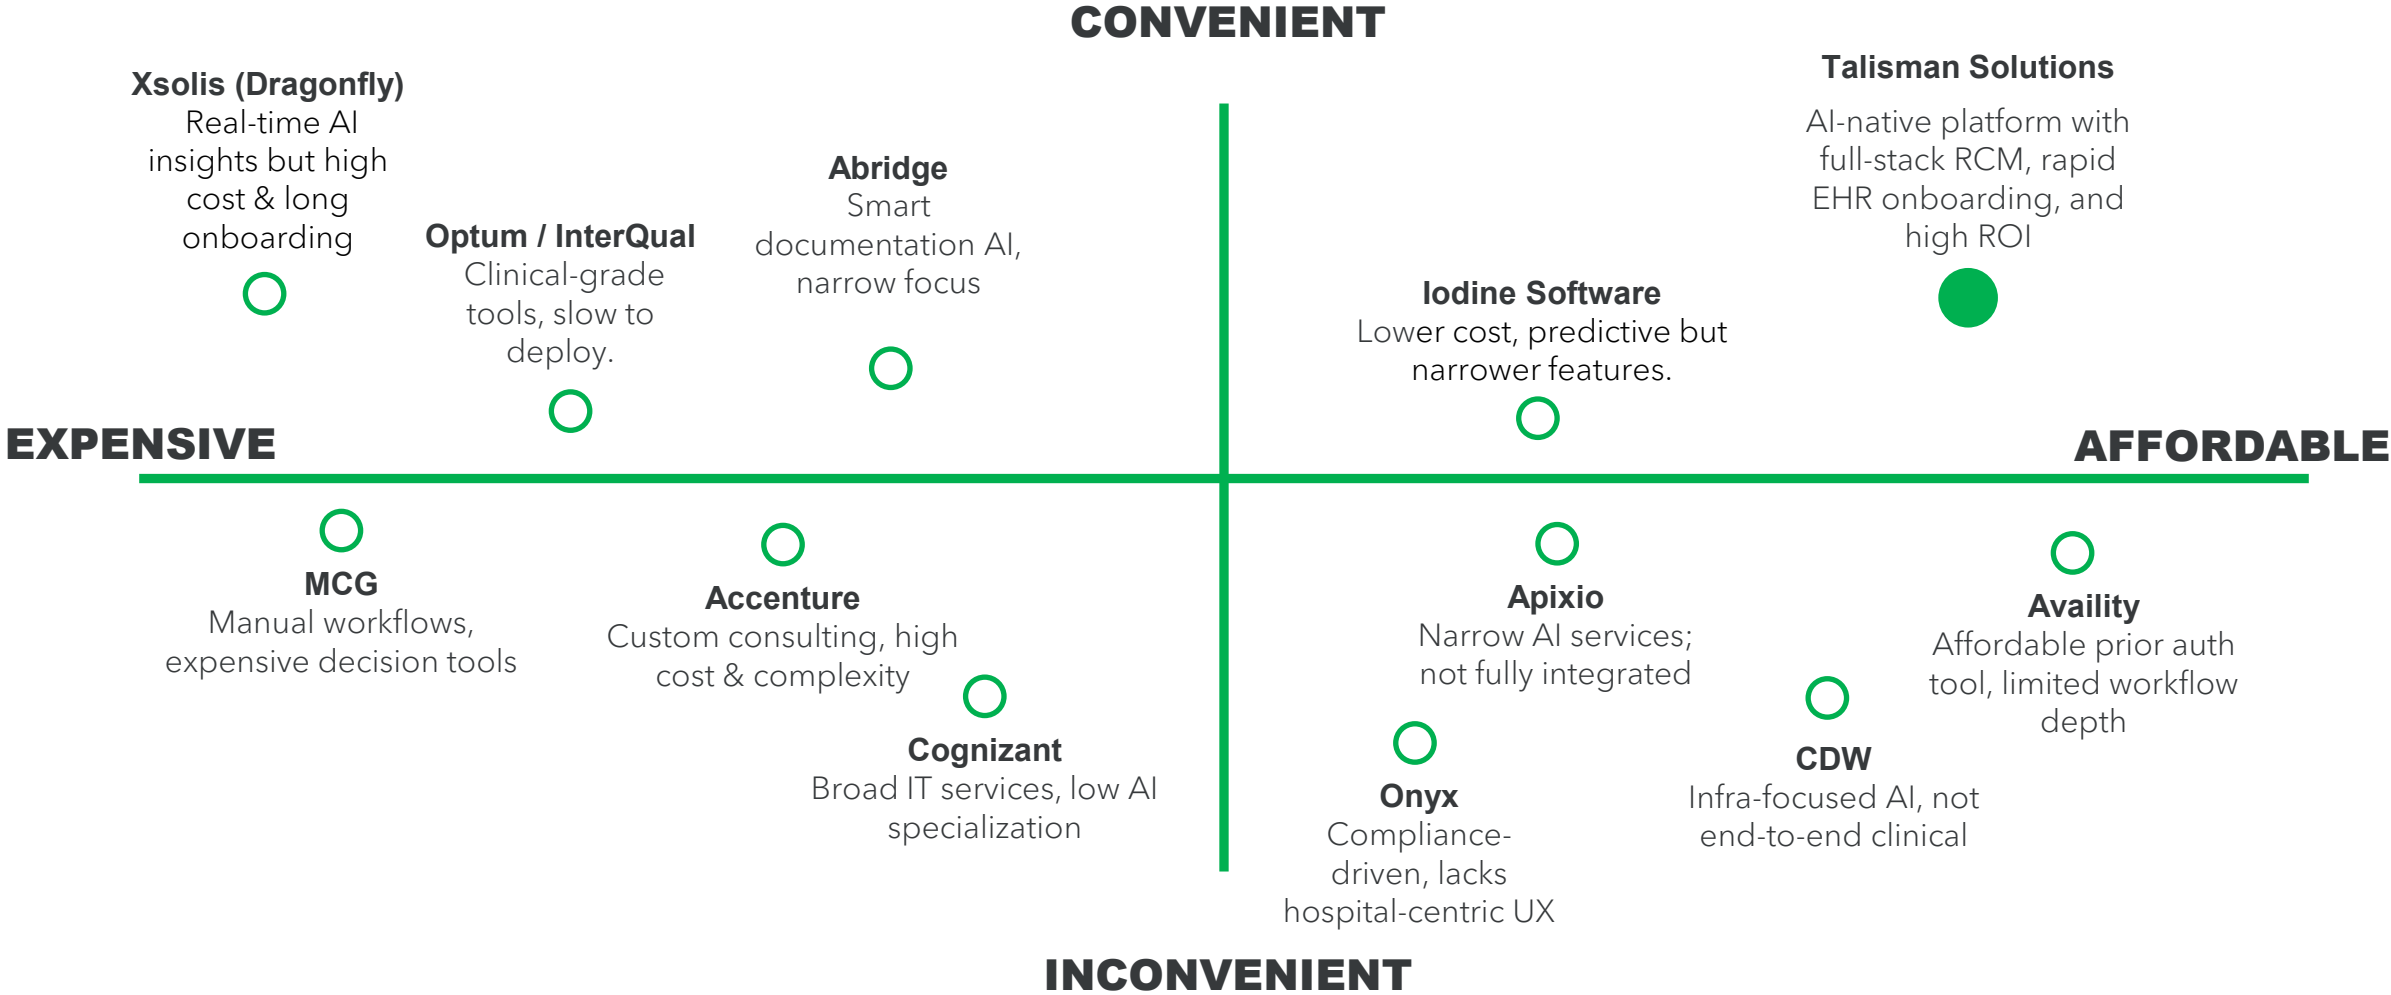 CONVENIENT
Xsolis (Dragonfly)
Real-time AI
insights but high
cost & long
onboarding
Optum / InterQual
Clinical-grade
tools, slow to
deploy.
Abridge
Smart
documentation AI,
narrow focus
Iodine Software
Lower cost, predictive but
narrower features.
Talisman Solutions
AI-native platform with
full-stack RCM, rapid
EHR onboarding, and
high ROI
EXPENSIVE
AFFORDABLE
MCG
Manual workflows,
expensive decision tools
Accenture
Custom consulting, high
cost & complexity
Cognizant
Broad IT services, low AI
specialization
Apixio
Narrow AI services;
not fully integrated
Onyx
Compliance-
driven, lacks
hospital-centric UX
CDW
Infra-focused AI, not
end-to-end clinical
Availity
Affordable prior auth
tool, limited workflow
depth
INCONVENIENT